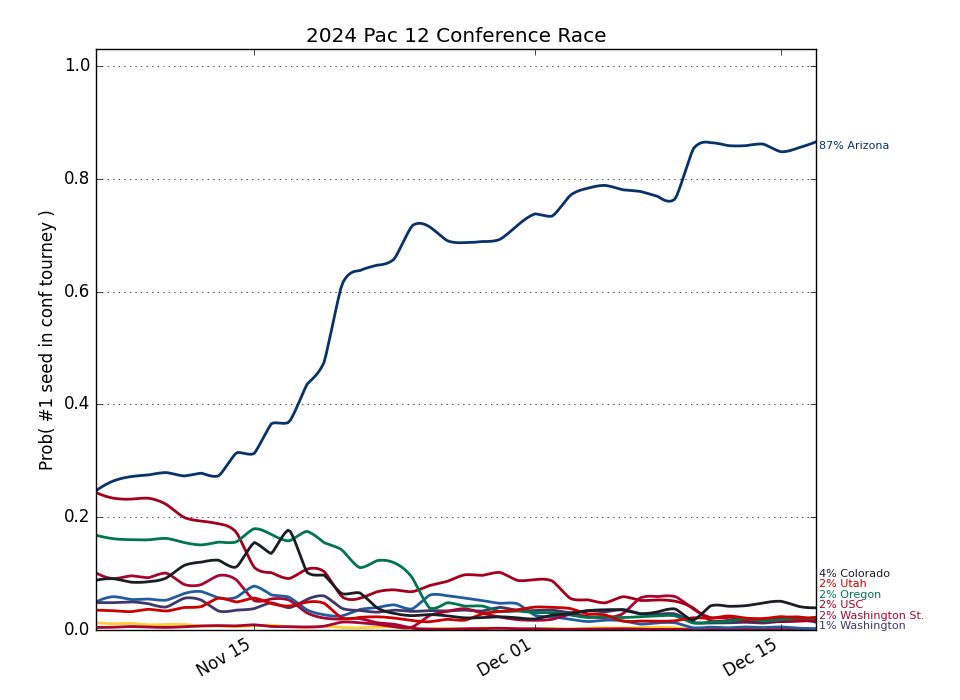 2024 Pac 12 Conference Race
Prob( #1 seed in conf tourney )
1.0
0.8
0.6
0.4
0.2
0.0
Nov 15
Dec 01
Dec 15
87% Arizona
4% Colorado
2% Utah
2% Oregon
2% USC
2% Washington St.
1% Washington